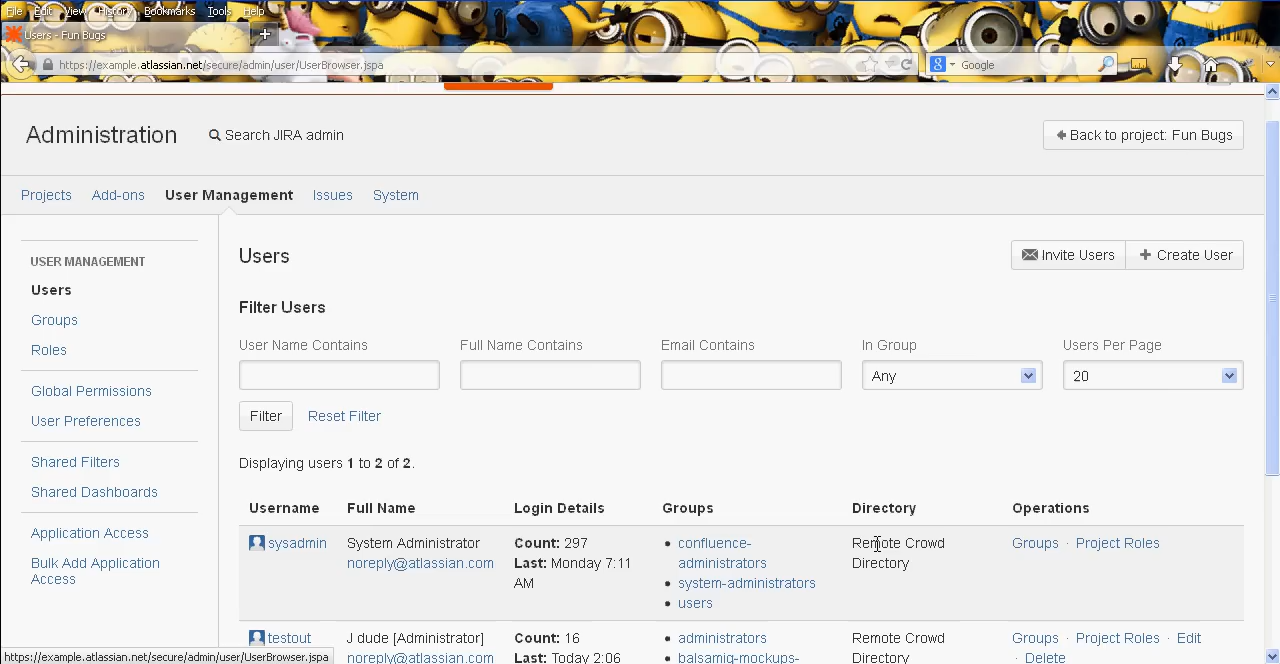 File Edit View History Bookmarks Tools Help
Users - Fun Bugs
https://example.atlassian.net/secure/admin/user/UserBrowser.jspa
Google
Administration
Search JIRA admin
Back to project: Fun Bugs
Projects Add-ons User Management Issues System
USER MANAGEMENT
Users
Groups
Roles
Global Permissions
User Preferences
Shared Filters
Shared Dashboards
Application Access
Bulk Add Application
Access
Users
Invite Users
Create User
Filter Users
User Name Contains Full Name Contains Email Contains In Group Users Per Page
Any 20
Filter Reset Filter
Displaying users 1 to 2 of 2.
Username Full Name Login Details Groups Directory Operations
sysadmin System Administrator Count: 297 confluence- Remote Crowd Groups · Project Roles
noreply@atlassian.com Last: Monday 7:11 administrators Directory
AM system-administrators
users
testout J dude [Administrator] Count: 16 administrators Remote Crowd Groups · Project Roles · Edit
noreply@atlassian.com Last: Today 2:06 balsamiq-mockups- Directory · Delete
https://example.atlassian.net/secure/admin/user/UserBrowser.jspa